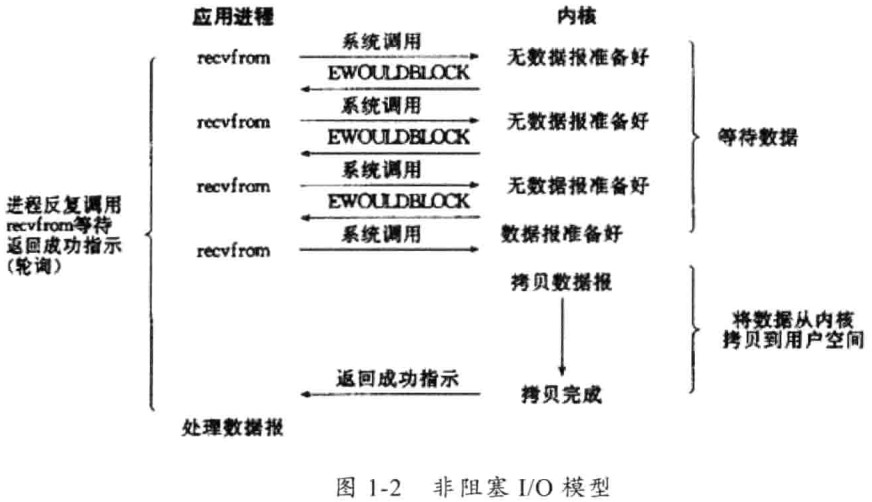 应用进程 内核
系统调用
recvfrom 无数据报准备好
EWOULDBLOCK
系统调用
recvfrom 无数据报准备好
EWOULDBLOCK
等待数据
系统调用
recvfrom 无数据报准备好
EWOULDBLOCK
进程反复调用
recvfrom等待
返回成功指示
(轮询)
系统调用
recvfrom 数据报准备好
拷贝数据报
将数据从内核
拷贝到用户空间
返回成功指示
拷贝完成
处理数据报
图 1-2 非阻塞 I/O 模型